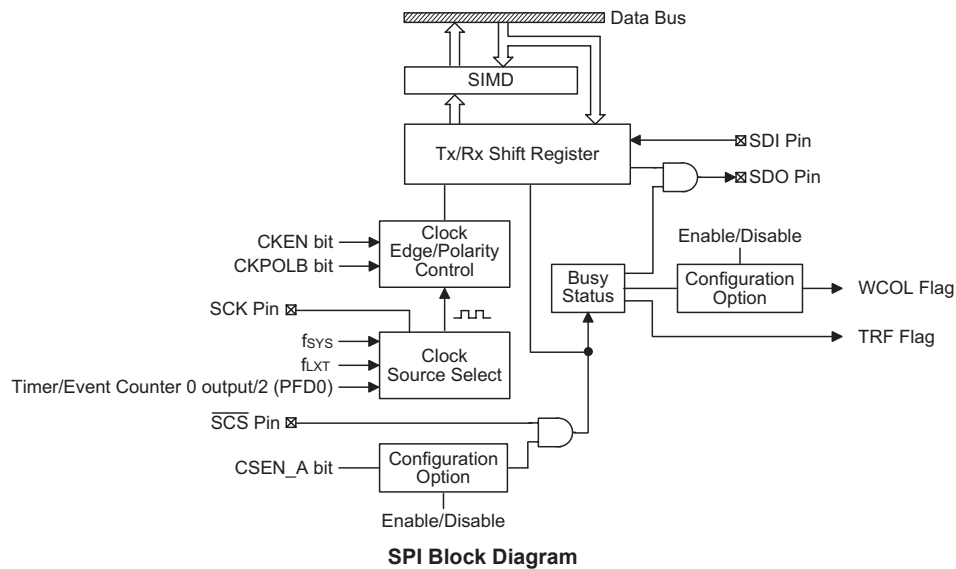 Data Bus
SIMD
Tx/Rx Shift Register
SDI Pin
SDO Pin
CKEN bit
CKPOLB bit
Clock
Edge/Polarity
Control
Enable/Disable
Busy
Status
Configuration
Option
WCOL Flag
TRF Flag
SCK Pin
fSYS
fLXT
Timer/Event Counter 0 output/2 (PFD0)
Clock
Source Select
SCS Pin
CSEN_A bit
Configuration
Option
Enable/Disable
SPI Block Diagram